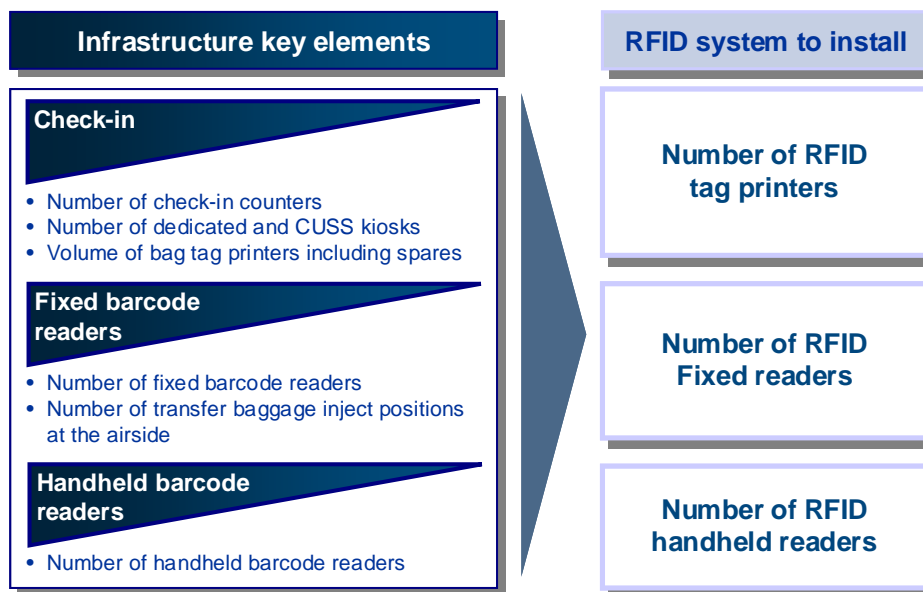 Infrastructure key elements
RFID system to install
Check-in
• Number of check-in counters
• Number of dedicated and CUSS kiosks
• Volume of bag tag printers including spares
Number of RFID
tag printers
Fixed barcode
readers
• Number of fixed barcode readers
• Number of transfer baggage inject positions
at the airside
Number of RFID
Fixed readers
Handheld barcode
readers
• Number of handheld barcode readers
Number of RFID
handheld readers